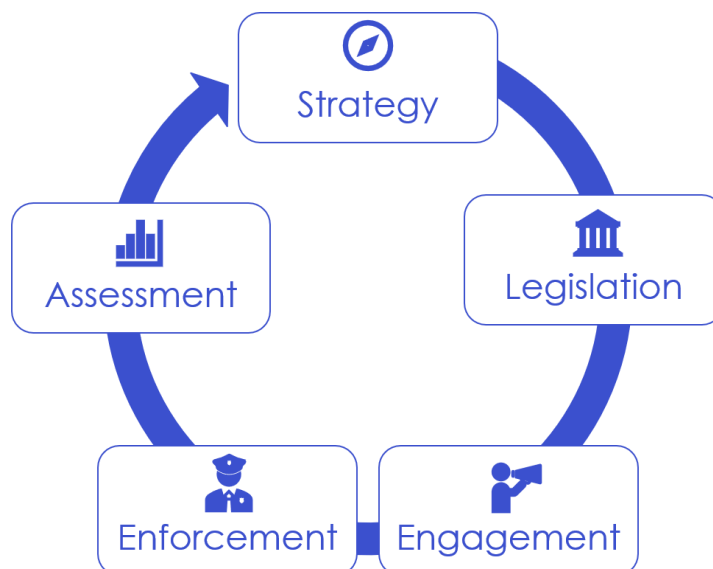 Strategy
Legislation
Engagement
Enforcement
Assessment